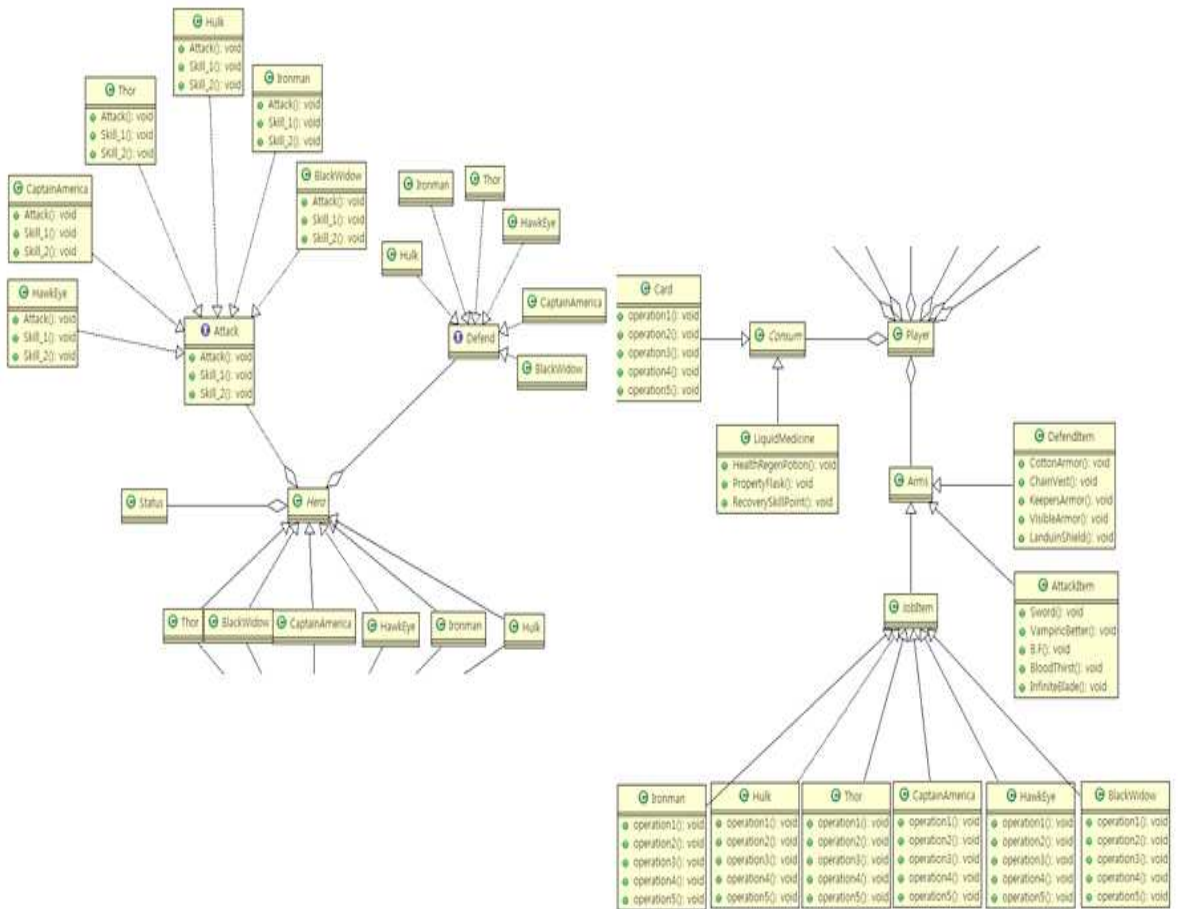 Hulk
Attack(): void
Skill_1(): void
Skill_2(): void
Thor
Attack(): void
Skill_1(): void
SKill_2(): void
Ironman
Attack(): void
Skill_1(): void
Skill_2(): void
CaptainAmerica
Attack(): void
Skill_1(): void
Skill_2(): void
BlackWidow
Attack(): void
Skill_1(): void
Skill_2(): void
HawkEye
Attack(): void
Skill_1(): void
Skill_2(): void
I Attack
Attack(): void
Skill_1(): void
Skill_2(): void
Ironman
Thor
HawkEye
Hulk
CaptainAmerica
I Defend
BlackWidow
Status
Hero
Thor
BlackWidow
CaptainAmerica
HawkEye
Ironman
Hulk
Card
operation1(): void
operation2(): void
operation3(): void
operation4(): void
operation5(): void
Consum
Player
LiquidMedicine
HealthRegenPotion(): void
PropertyFlask(): void
RecoverySkillPoint(): void
Arms
DefendItem
CottonArmor(): void
ChainVest(): void
KeepersArmor(): void
VisibleArmor(): void
LanduinShield(): void
AttackItem
Sword(): void
VampiricBetter(): void
B.F(): void
BloodThirst(): void
InfiniteBlade(): void
JobItem
Ironman
operation1(): void
operation2(): void
operation3(): void
operation4(): void
operation5(): void
Hulk
operation1(): void
operation2(): void
operation3(): void
operation4(): void
operation5(): void
Thor
operation1(): void
operation2(): void
operation3(): void
operation4(): void
operation5(): void
CaptainAmerica
operation1(): void
operation2(): void
operation3(): void
operation4(): void
operation5(): void
HawkEye
operation1(): void
operation2(): void
operation3(): void
operation4(): void
operation5(): void
BlackWidow
operation1(): void
operation2(): void
operation3(): void
operation4(): void
operation5(): void